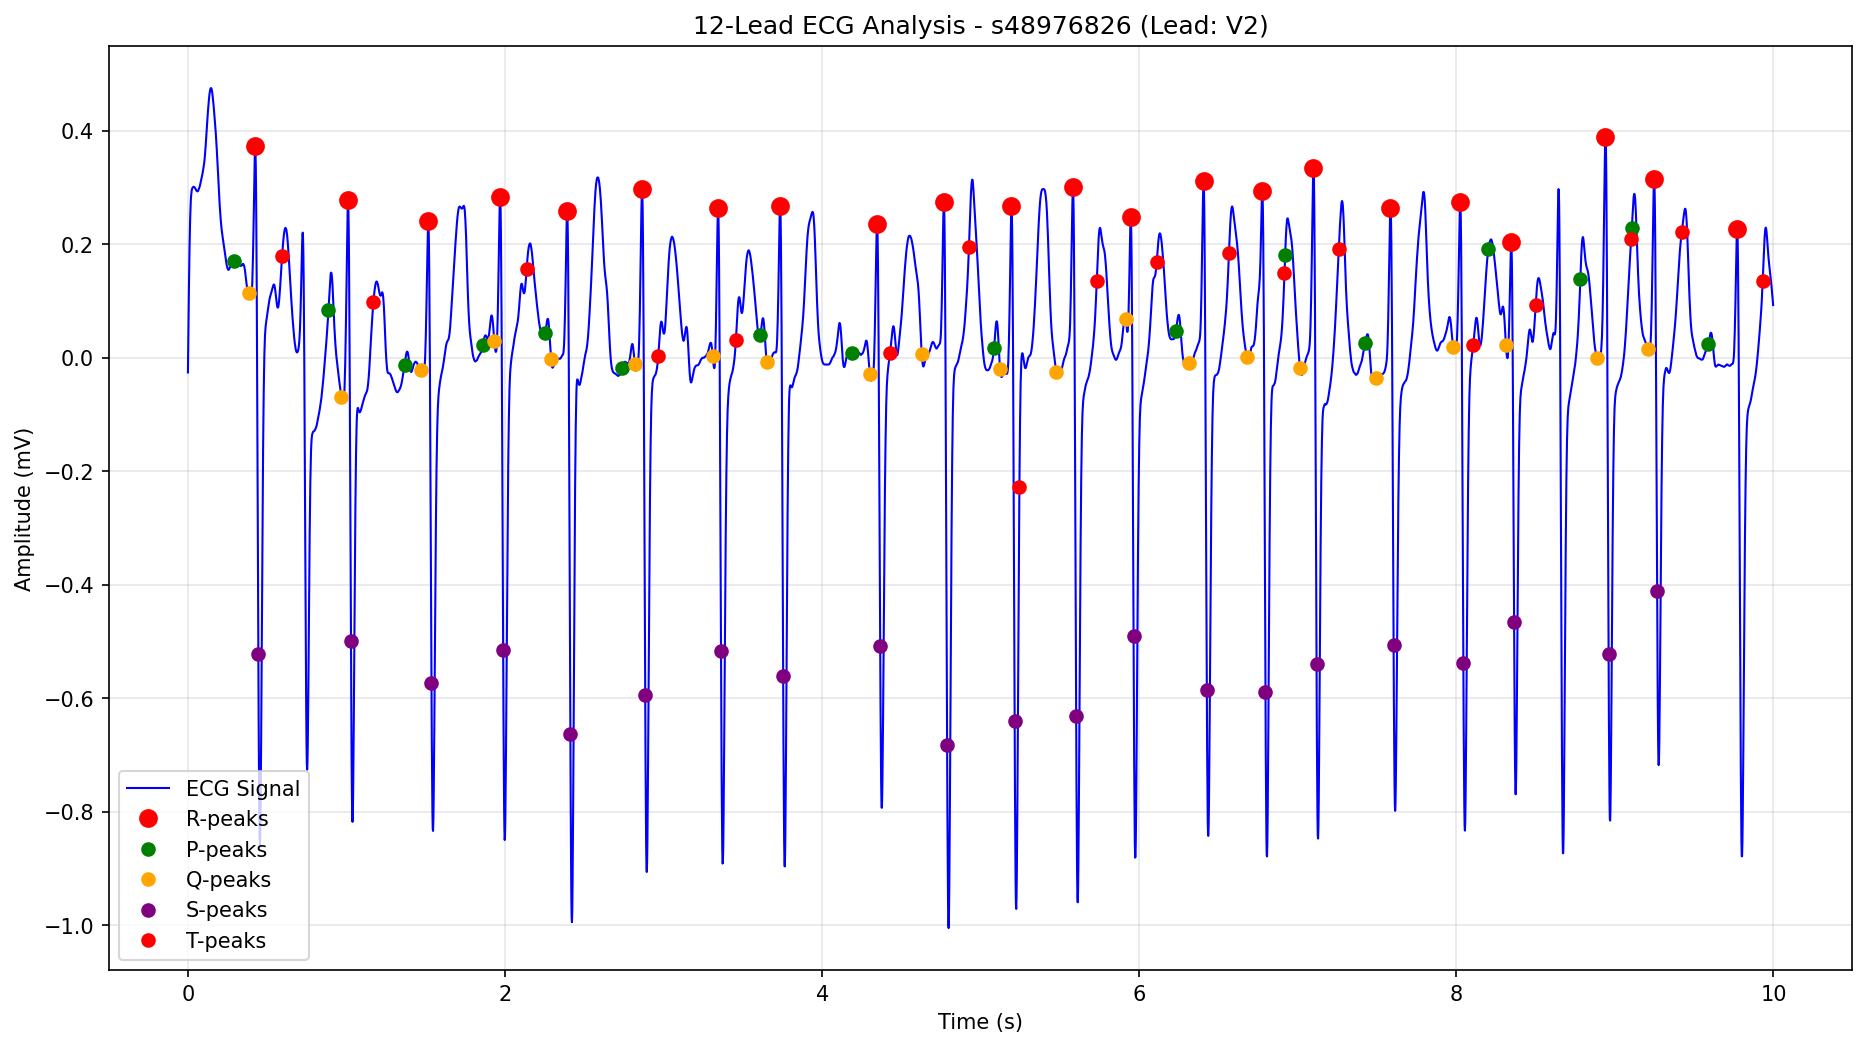 12-Lead ECG Analysis - s48976826 (Lead: V2)
0.4
0.2
0.0
−0.2
−0.4
−0.6
−0.8
−1.0
Amplitude (mV)
ECG Signal
R-peaks
P-peaks
Q-peaks
S-peaks
T-peaks
0 2 4 6 8 10
Time (s)